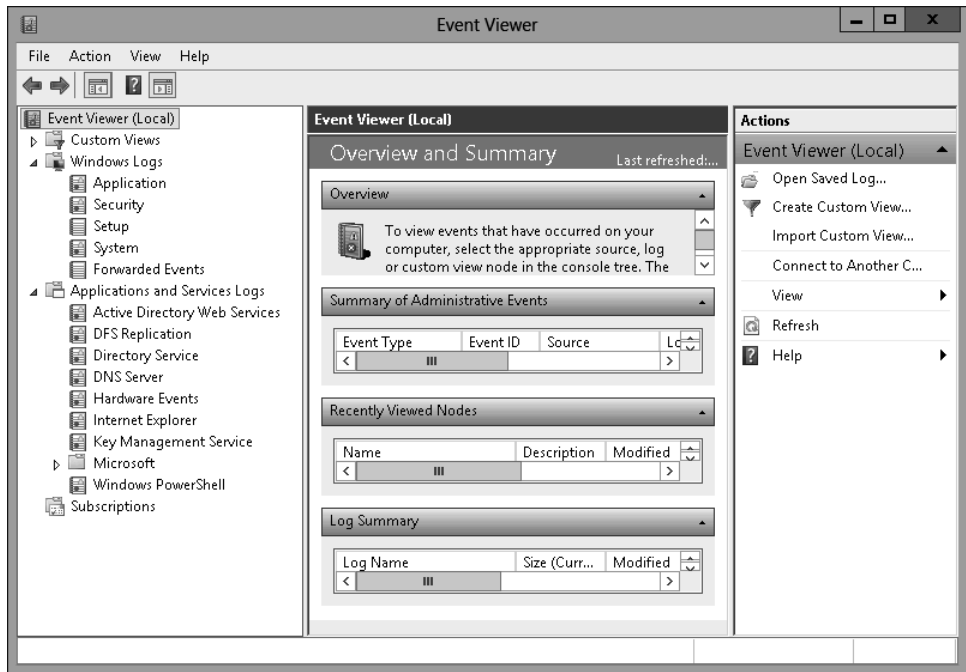 Event Viewer
File Action View Help
Event Viewer (Local)
Custom Views
Windows Logs
Application
Security
Setup
System
Forwarded Events
Applications and Services Logs
Active Directory Web Services
DFS Replication
Directory Service
DNS Server
Hardware Events
Internet Explorer
Key Management Service
Microsoft
Windows PowerShell
Subscriptions
Event Viewer (Local)
Overview and Summary Last refreshed:...
Overview
To view events that have occurred on your
computer, select the appropriate source, log
or custom view node in the console tree. The
Summary of Administrative Events
Event Type Event ID Source Lo
Recently Viewed Nodes
Name Description Modified
Log Summary
Log Name Size (Curr... Modified
Actions
Event Viewer (Local)
Open Saved Log...
Create Custom View...
Import Custom View...
Connect to Another C...
View
Refresh
Help